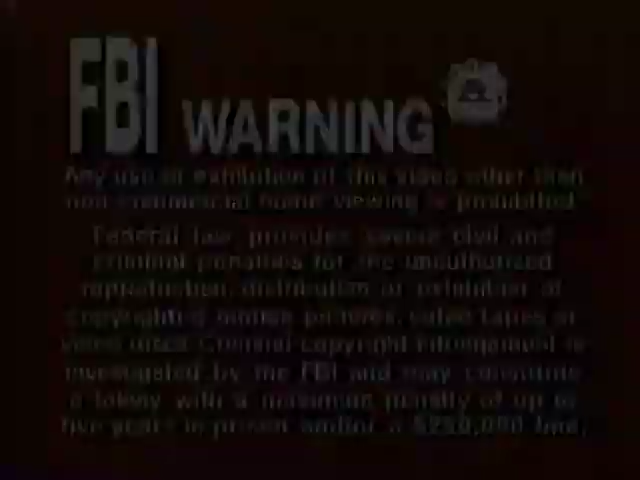 FBI WARNING
Any use or exhibition of this video other than
non-commercial home viewing is prohibited.
Federal law provides severe civil and
criminal penalties for the unauthorized
reproduction, distribution or exhibition of
copyrighted motion pictures, video tapes or
video discs. Criminal copyright infringement is
investigated by the FBI and may constitute
a felony with a maximum penalty of up to
five years in prison and/or a $250,000 fine.